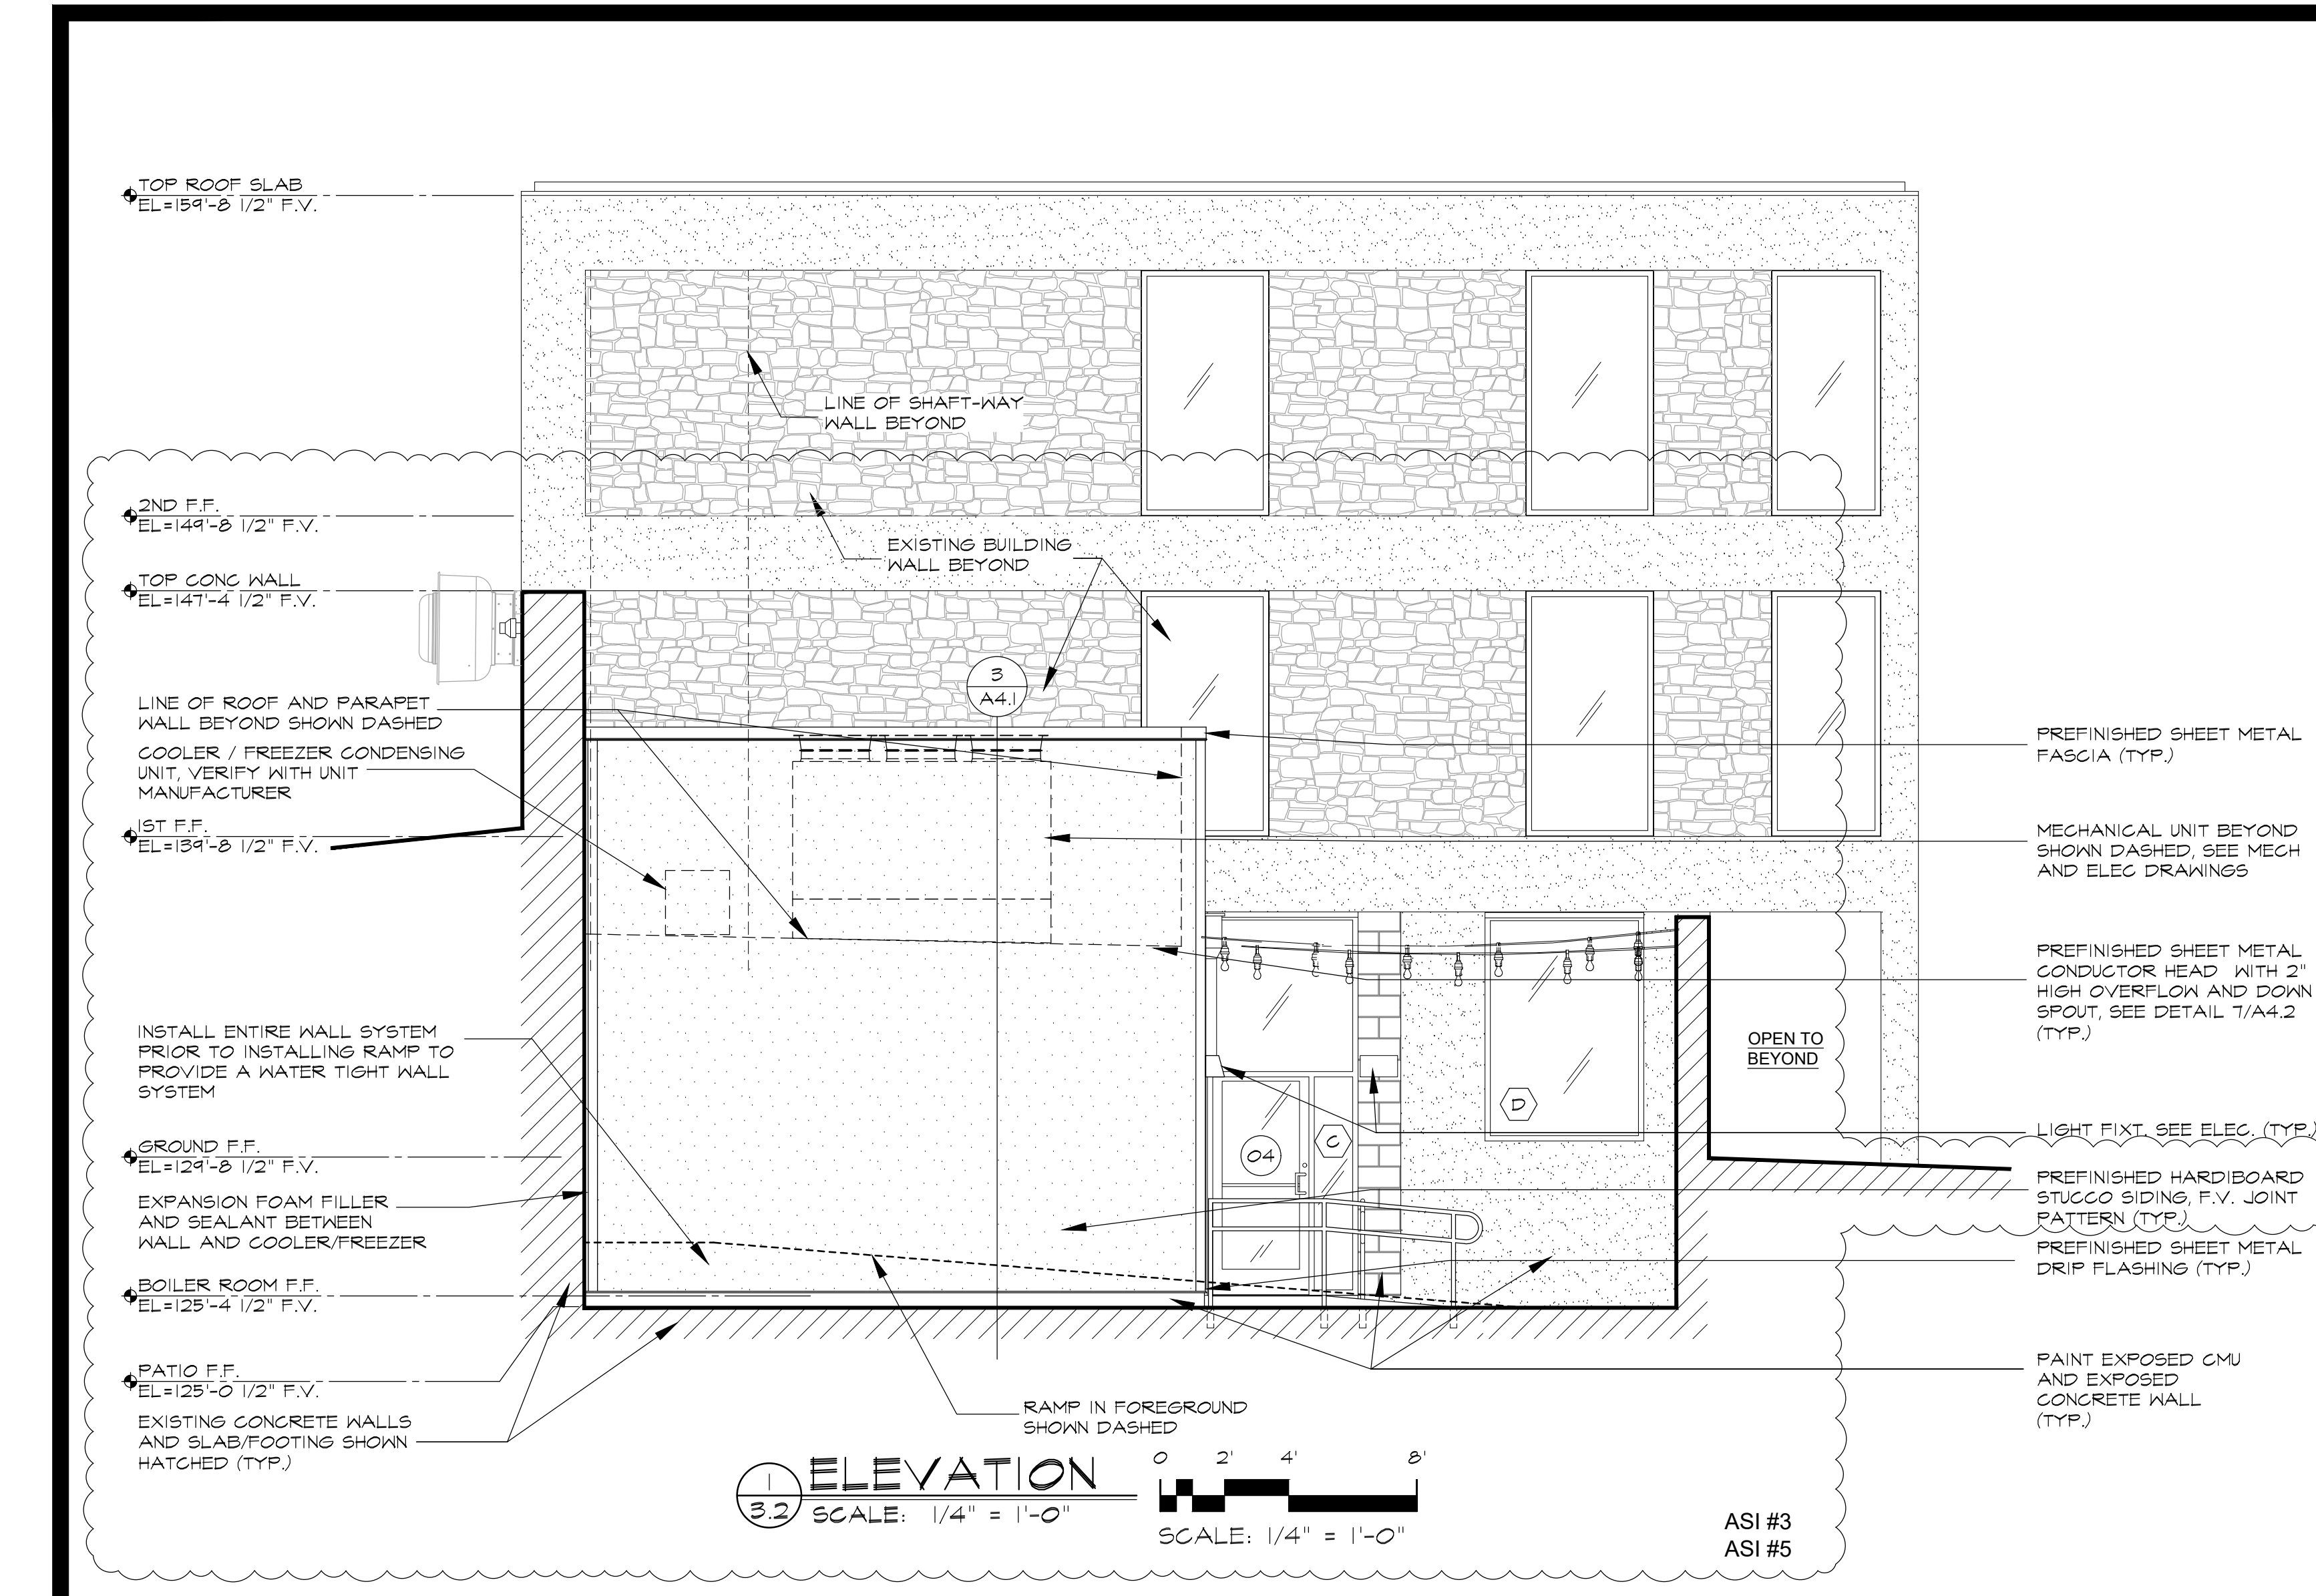 TOP ROOF SLAB
EL=159'-8 1/2" F.V.
LINE OF SHAFT-WAY
WALL BEYOND
2ND F.F.
EL=149'-8 1/2" F.V.
EXISTING BUILDING
WALL BEYOND
TOP CONC WALL
EL=147'-4 1/2" F.V.
3
A4.1
LINE OF ROOF AND PARAPET
WALL BEYOND SHOWN DASHED
COOLER / FREEZER CONDENSING
UNIT, VERIFY WITH UNIT
MANUFACTURER
1ST F.F.
EL=139'-8 1/2" F.V.
INSTALL ENTIRE WALL SYSTEM
PRIOR TO INSTALLING RAMP TO
PROVIDE A WATER TIGHT WALL
SYSTEM
GROUND F.F.
EL=129'-8 1/2" F.V.
EXPANSION FOAM FILLER
AND SEALANT BETWEEN
WALL AND COOLER/FREEZER
BOILER ROOM F.F.
EL=125'-4 1/2" F.V.
PATIO F.F.
EL=125'-0 1/2" F.V.
EXISTING CONCRETE WALLS
AND SLAB/FOOTING SHOWN
HATCHED (TYP.)
04
C
D
OPEN TO
BEYOND
PREFINISHED SHEET METAL
FASCIA (TYP.)
MECHANICAL UNIT BEYOND
SHOWN DASHED, SEE MECH
AND ELEC DRAWINGS
PREFINISHED SHEET METAL
CONDUCTOR HEAD WITH 2"
HIGH OVERFLOW AND DOWN
SPOUT, SEE DETAIL 7/A4.2
(TYP.)
LIGHT FIXT. SEE ELEC. (TYP.)
PREFINISHED HARDIBOARD
STUCCO SIDING, F.V. JOINT
PATTERN (TYP.)
PREFINISHED SHEET METAL
DRIP FLASHING (TYP.)
PAINT EXPOSED CMU
AND EXPOSED
CONCRETE WALL
(TYP.)
RAMP IN FOREGROUND
SHOWN DASHED
1
3.2
ELEVATION
SCALE: 1/4" = 1'-0"
0 2' 4' 8'
SCALE: 1/4" = 1'-0"
ASI #3
ASI #5